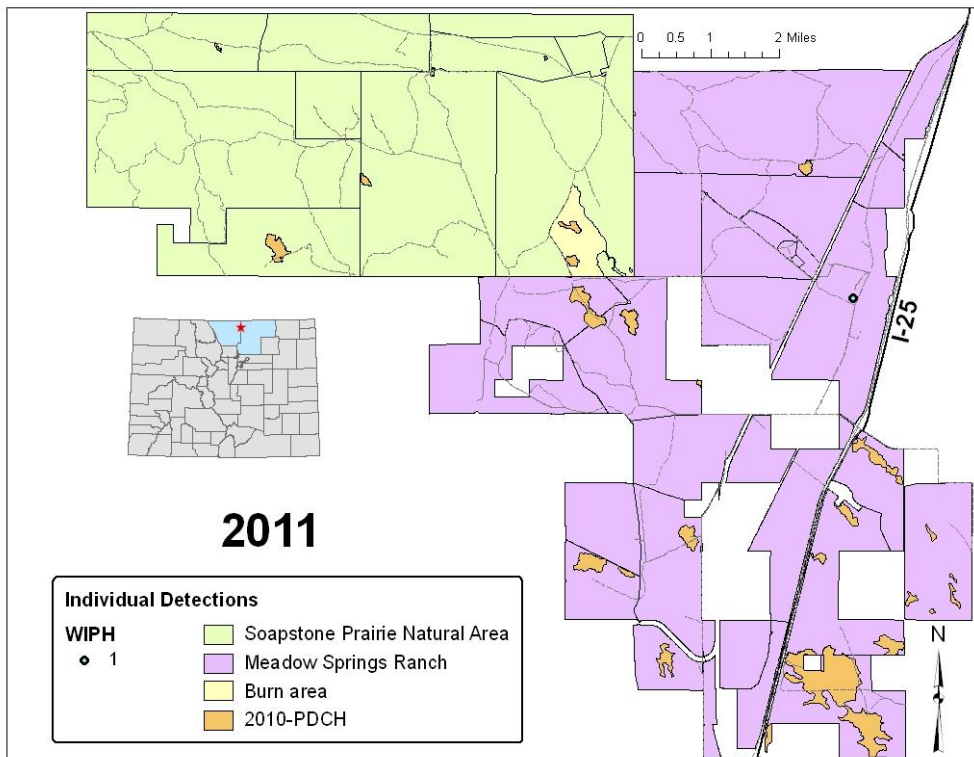 0 0.5 1 2 Miles
I-25
2011
Individual Detections
WIPH
1
Soapstone Prairie Natural Area
Meadow Springs Ranch
Burn area
2010-PDCH
N